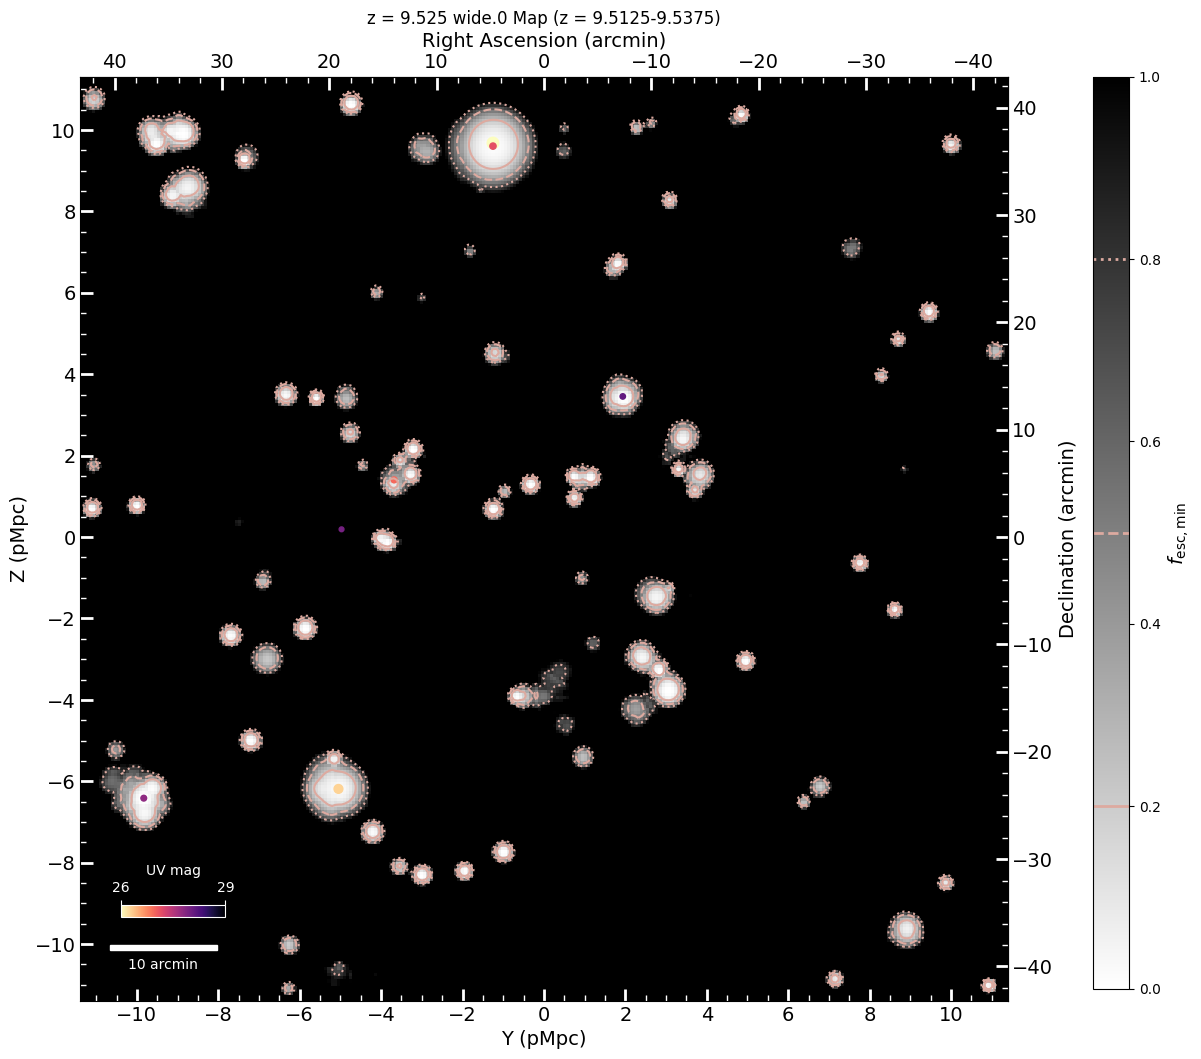 z = 9.525 wide.0 Map (z = 9.5125-9.5375)
Right Ascension (arcmin)
40 30 20 10 0 −10 −20 −30 −40
10 8 6 4 2 0 −2 −4 −6 −8 −10
Z (pMpc)
40 30 20 10 0 −10 −20 −30 −40
Declination (arcmin)
1.0 0.8 0.6 0.4 0.2 0.0
fesc,min
UV mag
26 29
10 arcmin
−10 −8 −6 −4 −2 0 2 4 6 8 10
Y (pMpc)